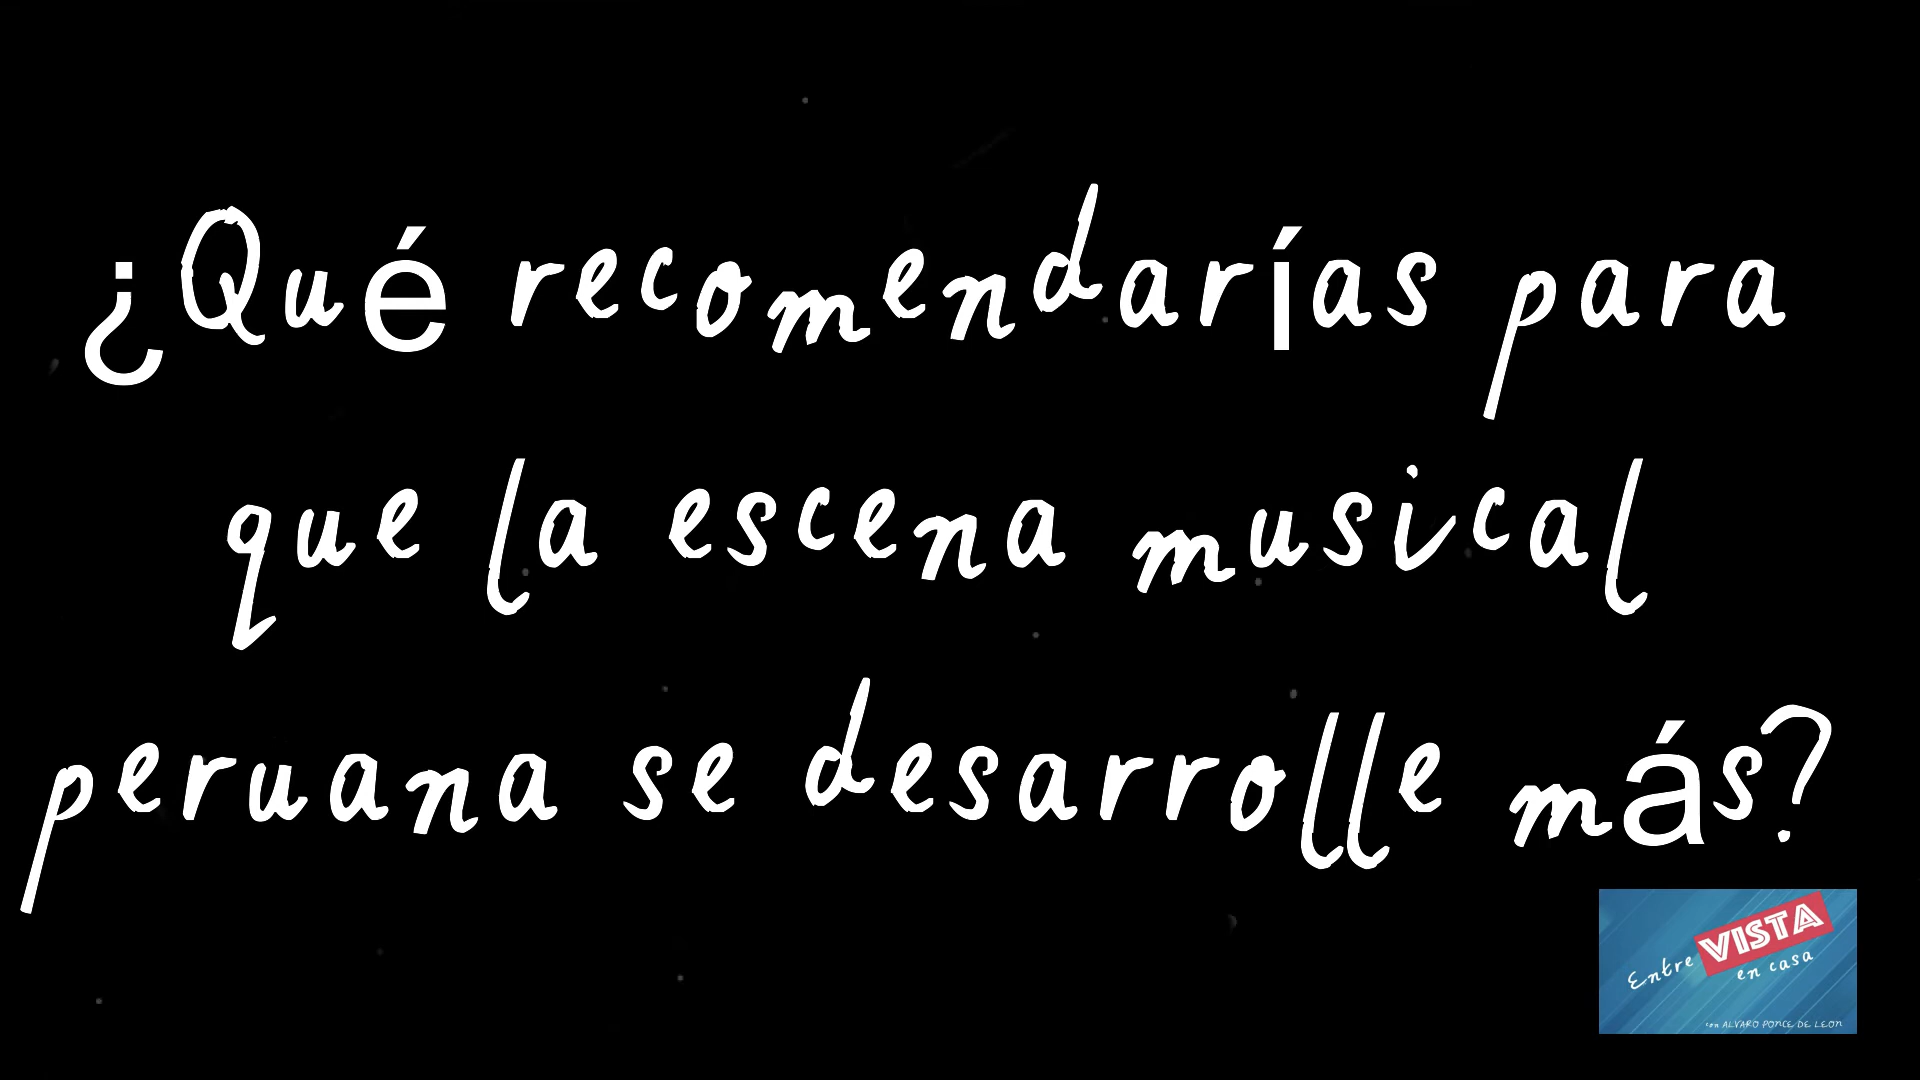 ¿Qué recomendarías para
que la escena musical
peruana se desarrolle más?
Entre VISTA
en casa
con ALVARO PONCE DE LEON